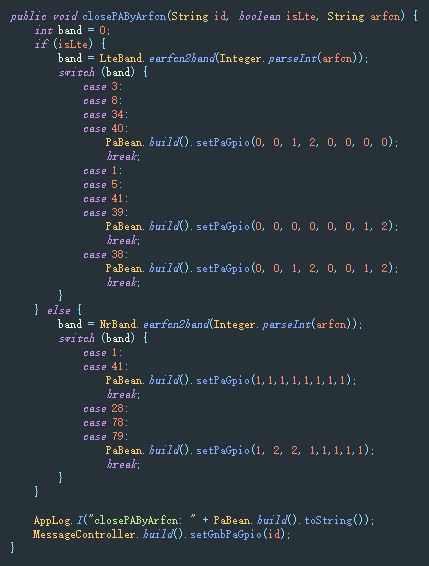 public void closePAByArfcn(String id, boolean isLte, String arfcn) {
    int band = 0;
    if (isLte) {
        band = LteBand.earfcn2band(Integer.parseInt(arfcn));
        switch (band) {
            case 3:
            case 8:
            case 34:
            case 40:
                PaBean.build().setPaGpio(0, 0, 1, 2, 0, 0, 0, 0);
                break;
            case 1:
            case 5:
            case 41:
            case 39:
                PaBean.build().setPaGpio(0, 0, 0, 0, 0, 0, 1, 2);
                break;
            case 38:
                PaBean.build().setPaGpio(0, 0, 1, 2, 0, 0, 1, 2);
                break;
        }
    } else {
        band = NrBand.earfcn2band(Integer.parseInt(arfcn));
        switch (band) {
            case 1:
            case 41:
                PaBean.build().setPaGpio(1,1,1,1,1,1,1,1);
                break;
            case 28:
            case 78:
            case 79:
                PaBean.build().setPaGpio(1, 2, 2, 1,1,1,1,1);
                break;
        }
    }

    AppLog.I("closePAByArfcn: " + PaBean.build().toString());
    MessageController.build().setGnbPaGpio(id);
}